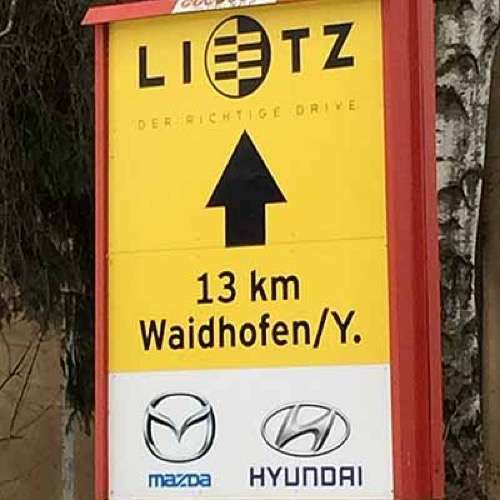 LIETZ
DER RICHTIGE DRIVE
13 km
Waidhofen/Y.
mazda
HYUNDAI